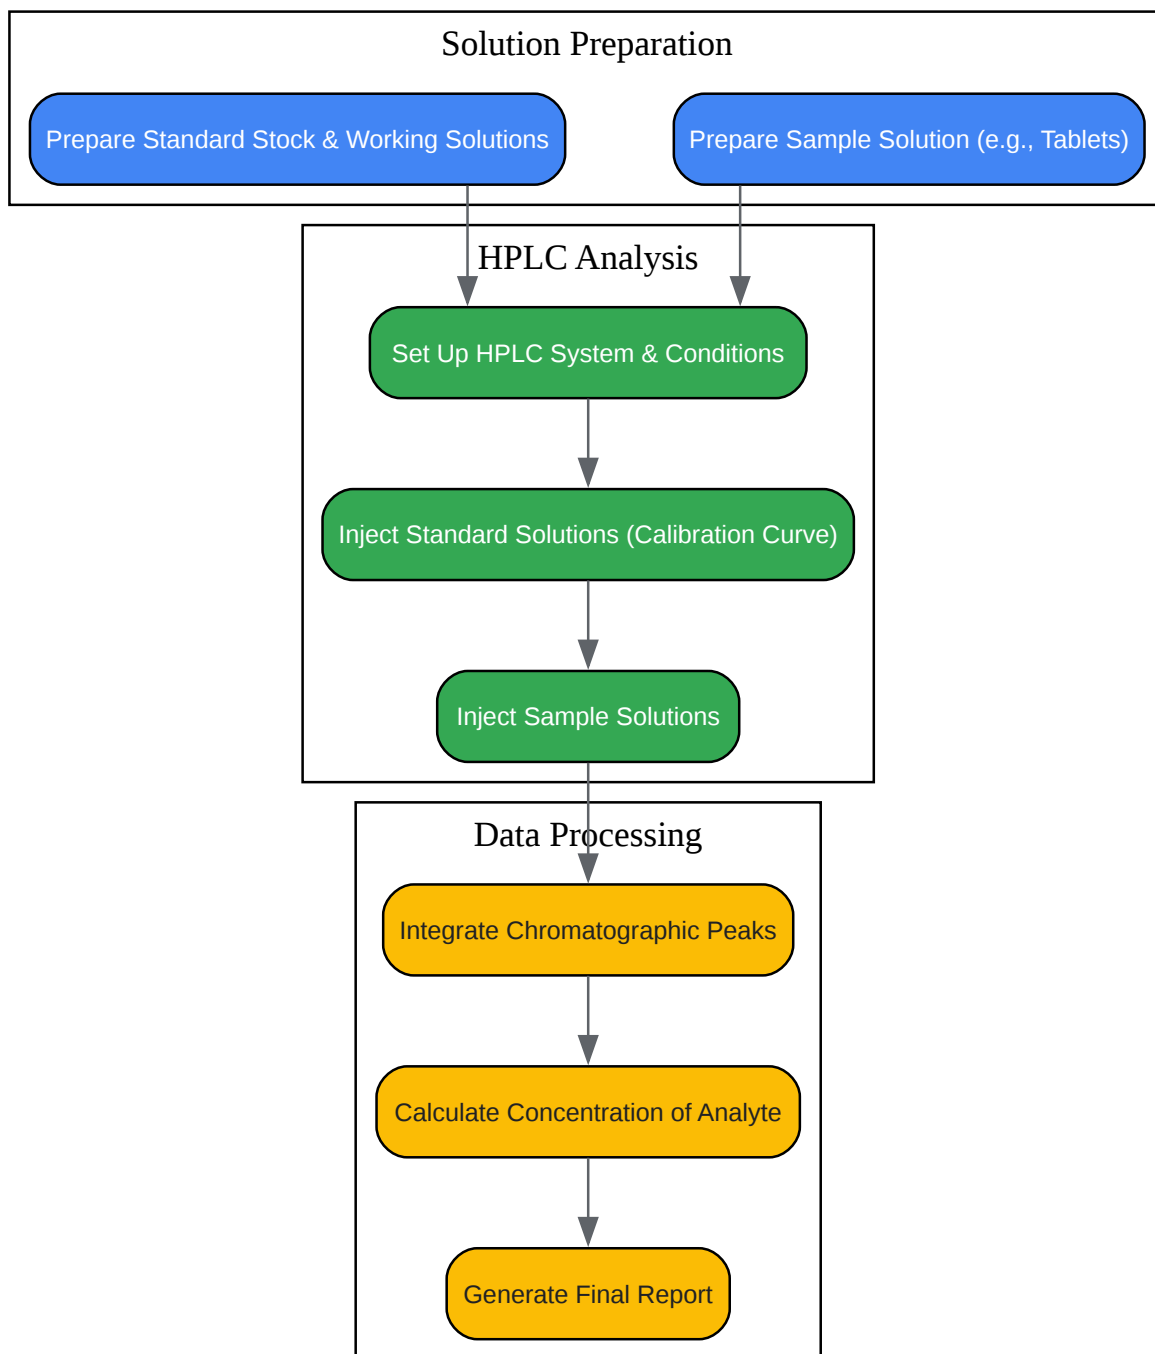 Solution Preparation
Prepare Standard Stock & Working Solutions
Prepare Sample Solution (e.g., Tablets)
HPLC Analysis
Set Up HPLC System & Conditions
Inject Standard Solutions (Calibration Curve)
Inject Sample Solutions
Data Processing
Integrate Chromatographic Peaks
Calculate Concentration of Analyte
Generate Final Report